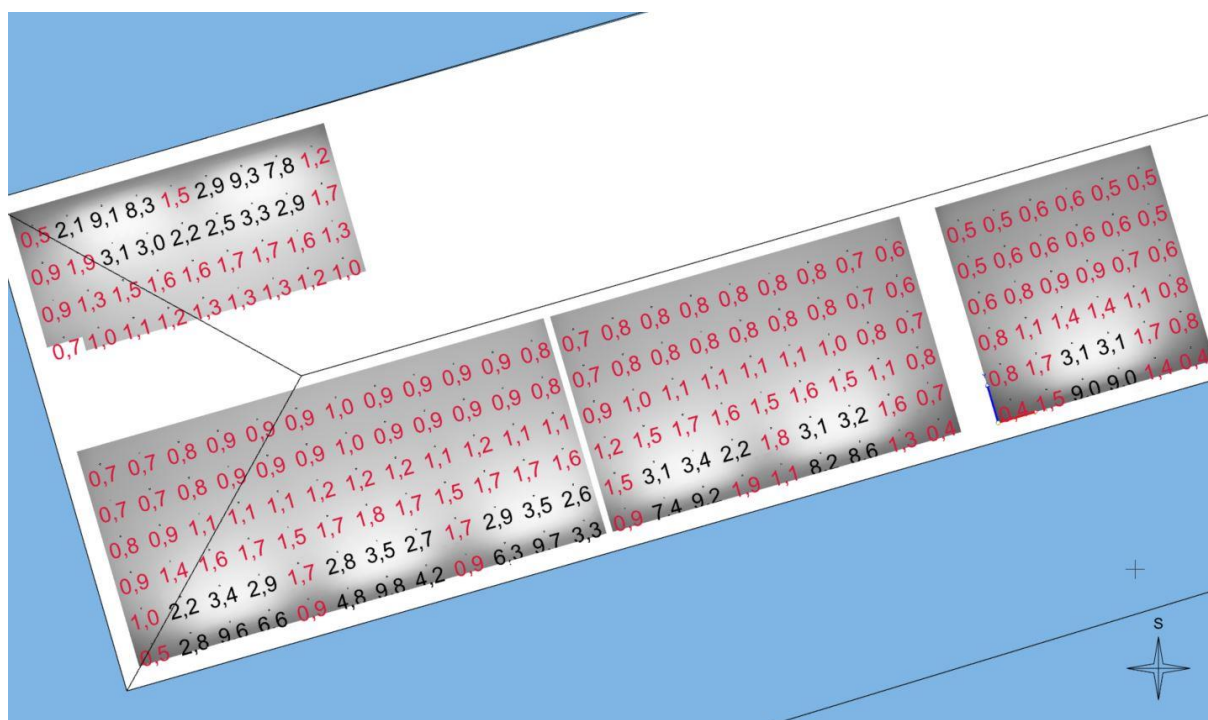 0,5 2,1 9,1 8,3 1,5 2,9 9,3 7,8 1,2
0,9 1,9 3,1 3,0 2,2 2,5 3,3 2,9 1,7
0,9 1,3 1,5 1,6 1,6 1,7 1,7 1,6 1,3
0,7 1,0 1,1 1,2 1,3 1,3 1,3 1,2 1,0
0,7 0,7 0,8 0,9 0,9 0,9 1,0 0,9 0,9 0,9 0,9 0,8
0,7 0,7 0,8 0,9 0,9 0,9 1,0 0,9 0,9 0,9 0,9 0,8
0,8 0,9 1,1 1,1 1,1 1,2 1,2 1,2 1,1 1,2 1,1 1,1
0,9 1,4 1,6 1,7 1,5 1,7 1,8 1,7 1,5 1,7 1,7 1,6
1,0 2,2 3,4 2,9 1,7 2,8 3,5 2,7 1,7 2,9 3,5 2,6
0,5 2,8 9,6 6,6 0,9 4,8 9,8 4,2 0,9 6,3 9,7 3,3
0,7 0,8 0,8 0,8 0,8 0,8 0,8 0,7 0,6
0,7 0,8 0,8 0,8 0,8 0,8 0,8 0,7 0,6
0,9 1,0 1,1 1,1 1,1 1,1 1,0 0,8 0,7
1,2 1,5 1,7 1,6 1,5 1,6 1,5 1,1 0,8
1,5 3,1 3,4 2,2 1,8 3,1 3,2 1,6 0,7
0,9 7,4 9,2 1,9 1,1 8,2 8,6 1,3 0,4
0,5 0,5 0,6 0,6 0,5 0,5
0,5 0,6 0,6 0,6 0,6 0,5
0,6 0,8 0,9 0,9 0,7 0,6
0,8 1,1 1,4 1,4 1,1 0,8
0,8 1,7 3,1 3,1 1,7 0,8
0,4 1,5 9,0 9,0 1,4 0,4
S